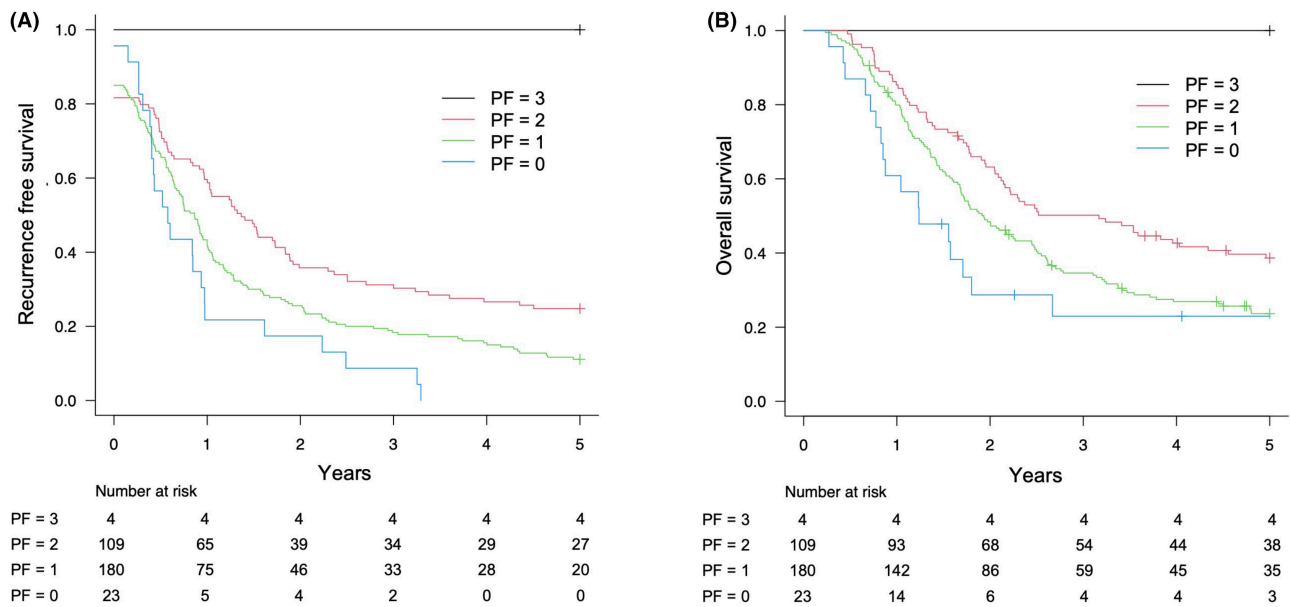 (A)
Recurrence free survival
1.0
0.8
0.6
0.4
0.2
0.0
PF = 3
PF = 2
PF = 1
PF = 0
0 1 2 3 4 5
Years
Number at risk
PF = 3 4 4 4 4 4 4
PF = 2 109 65 39 34 29 27
PF = 1 180 75 46 33 28 20
PF = 0 23 5 4 2 0 0
(B)
Overall survival
1.0
0.8
0.6
0.4
0.2
0.0
PF = 3
PF = 2
PF = 1
PF = 0
0 1 2 3 4 5
Years
Number at risk
PF = 3 4 4 4 4 4 4
PF = 2 109 93 68 54 44 38
PF = 1 180 142 86 59 45 35
PF = 0 23 14 6 4 4 3